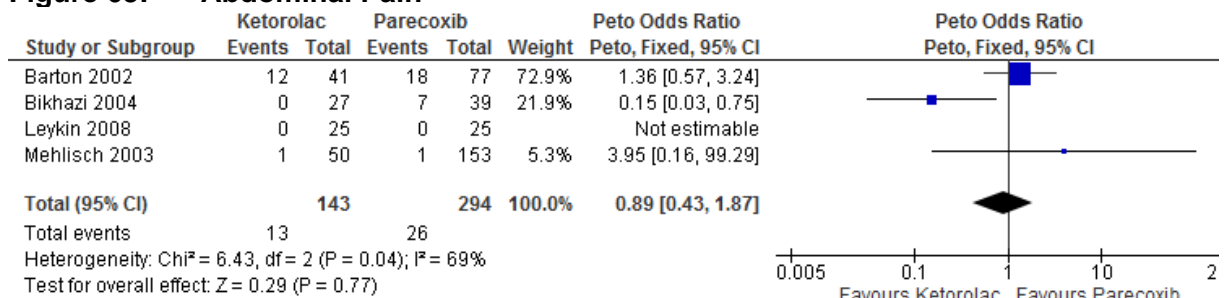 Ketorolac Parecoxib Peto Odds Ratio Peto Odds Ratio
Study or Subgroup Events Total Events Total Weight Peto, Fixed, 95% CI Peto, Fixed, 95% CI
Barton 2002 12 41 18 77 72.9% 1.36 [0.57, 3.24]
Bikhazi 2004 0 27 7 39 21.9% 0.15 [0.03, 0.75]
Leykin 2008 0 25 0 25 Not estimable
Mehlisch 2003 1 50 1 153 5.3% 3.95 [0.16, 99.29]
Total (95% CI) 143 294 100.0% 0.89 [0.43, 1.87]
Total events 13 26
Heterogeneity: Chi² = 6.43, df = 2 (P = 0.04); I² = 69%
Test for overall effect: Z = 0.29 (P = 0.77)
0.005 0.1 1 10 2
Favours Ketorolac Favours Parecoxib